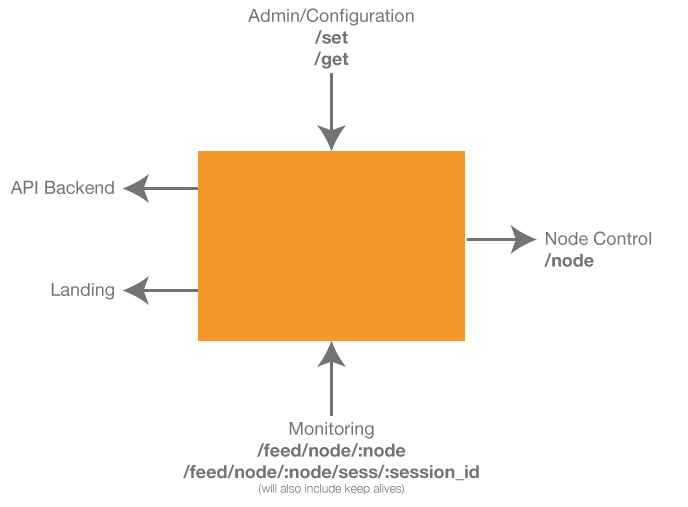 Admin/Configuration
/set
/get
API Backend
Node Control
/node
Landing
Monitoring
/feed/node/:node
/feed/node/:node/sess/:session_id
(will also include keep alives)